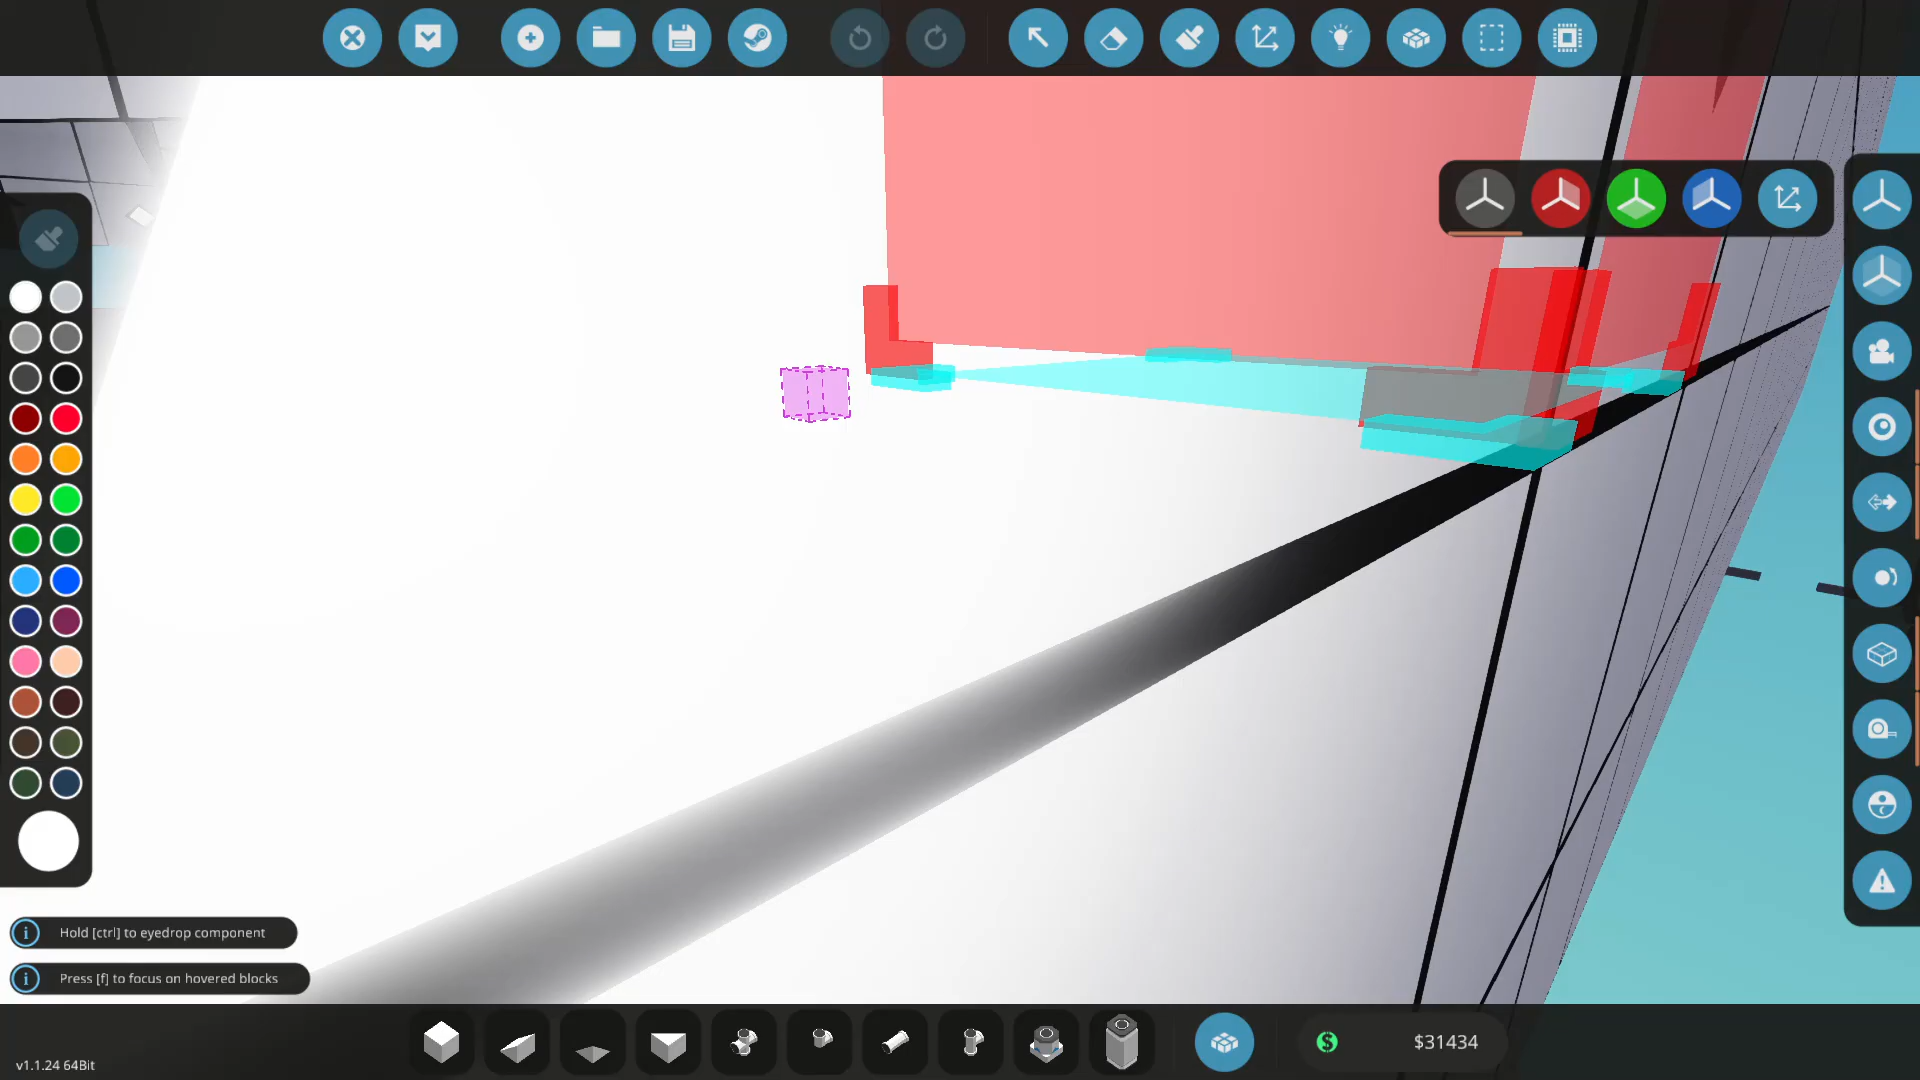 Hold [ctrl] to eyedrop component
Press [f] to focus on hovered blocks
v1.1.24 64Bit
$31434